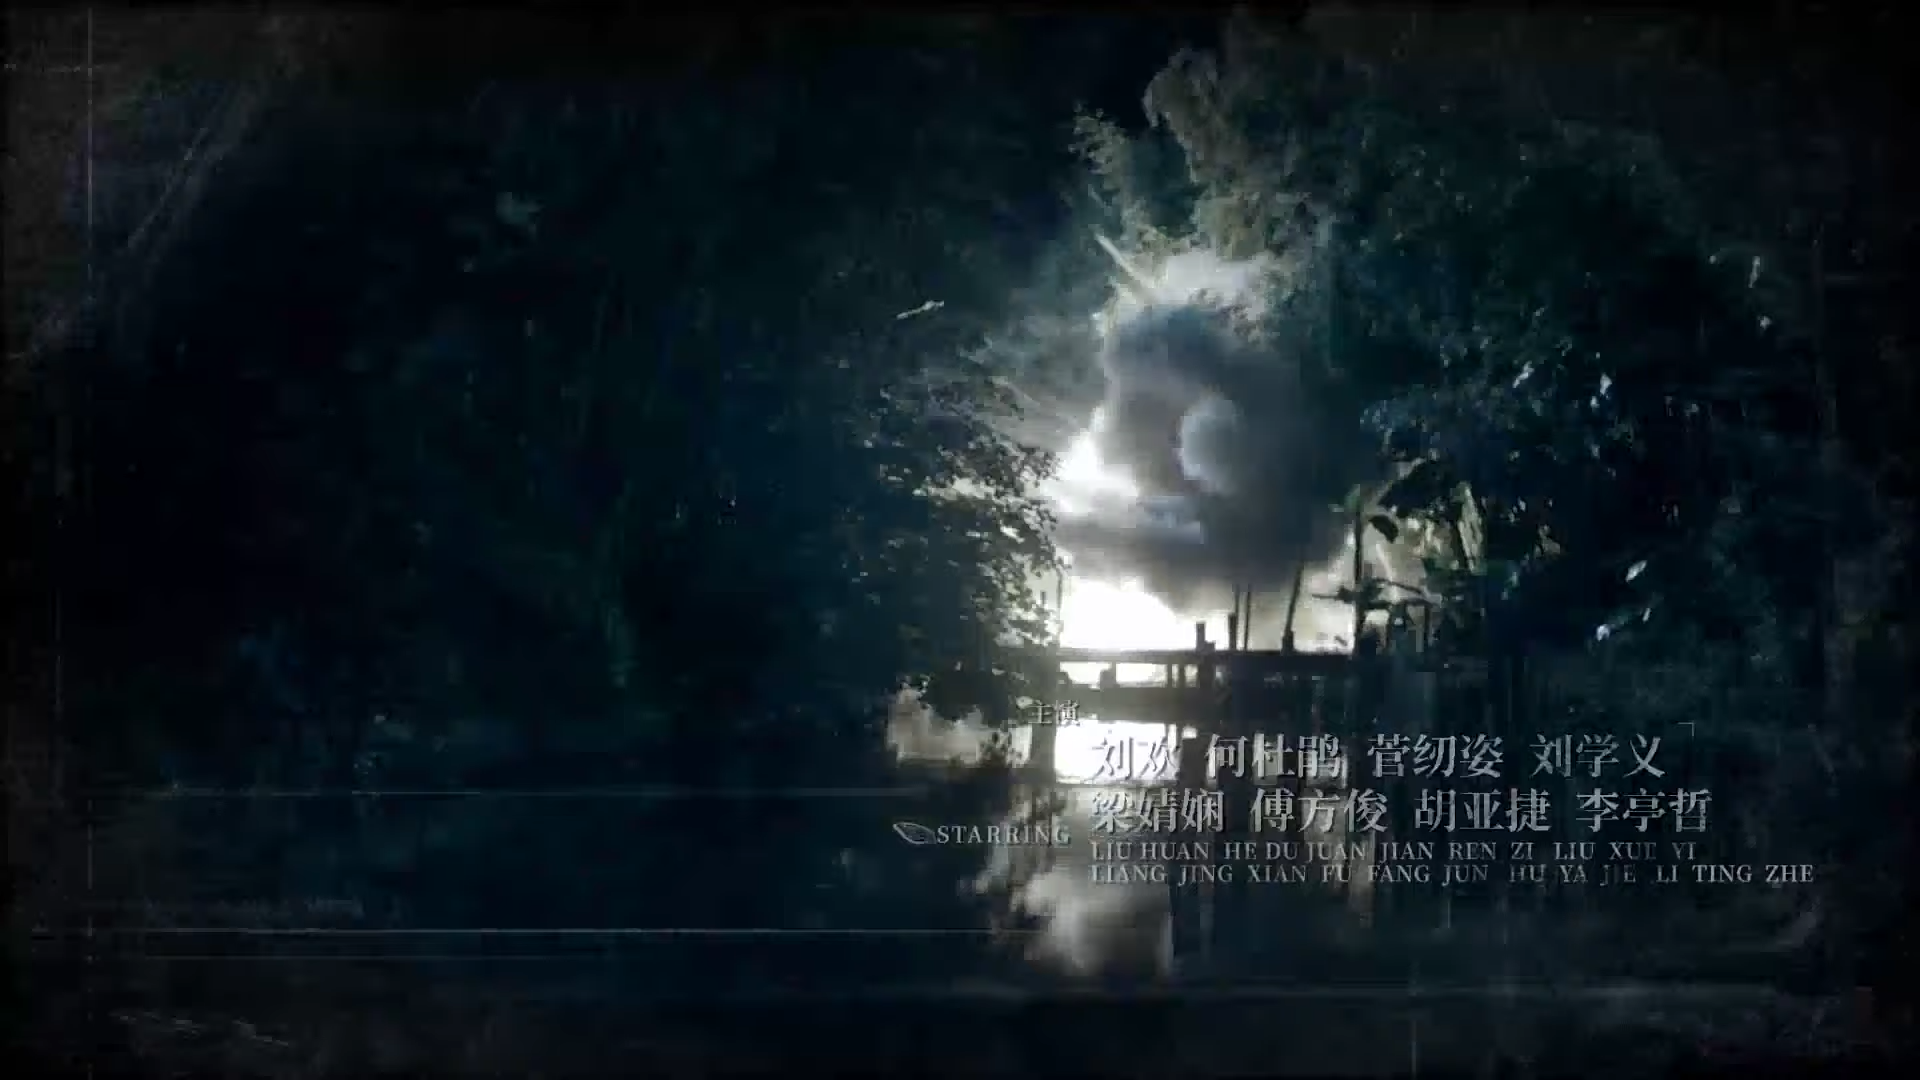 主演
刘欢 何杜鹃 菅纫姿 刘学义
梁婧娴 傅方俊 胡亚捷 李亭哲
STARRING
LIU HUAN HE DU JUAN JIAN REN ZI LIU XUE YI
LIANG JING XIAN FU FANG JUN HU YA JIE LI TING ZHE